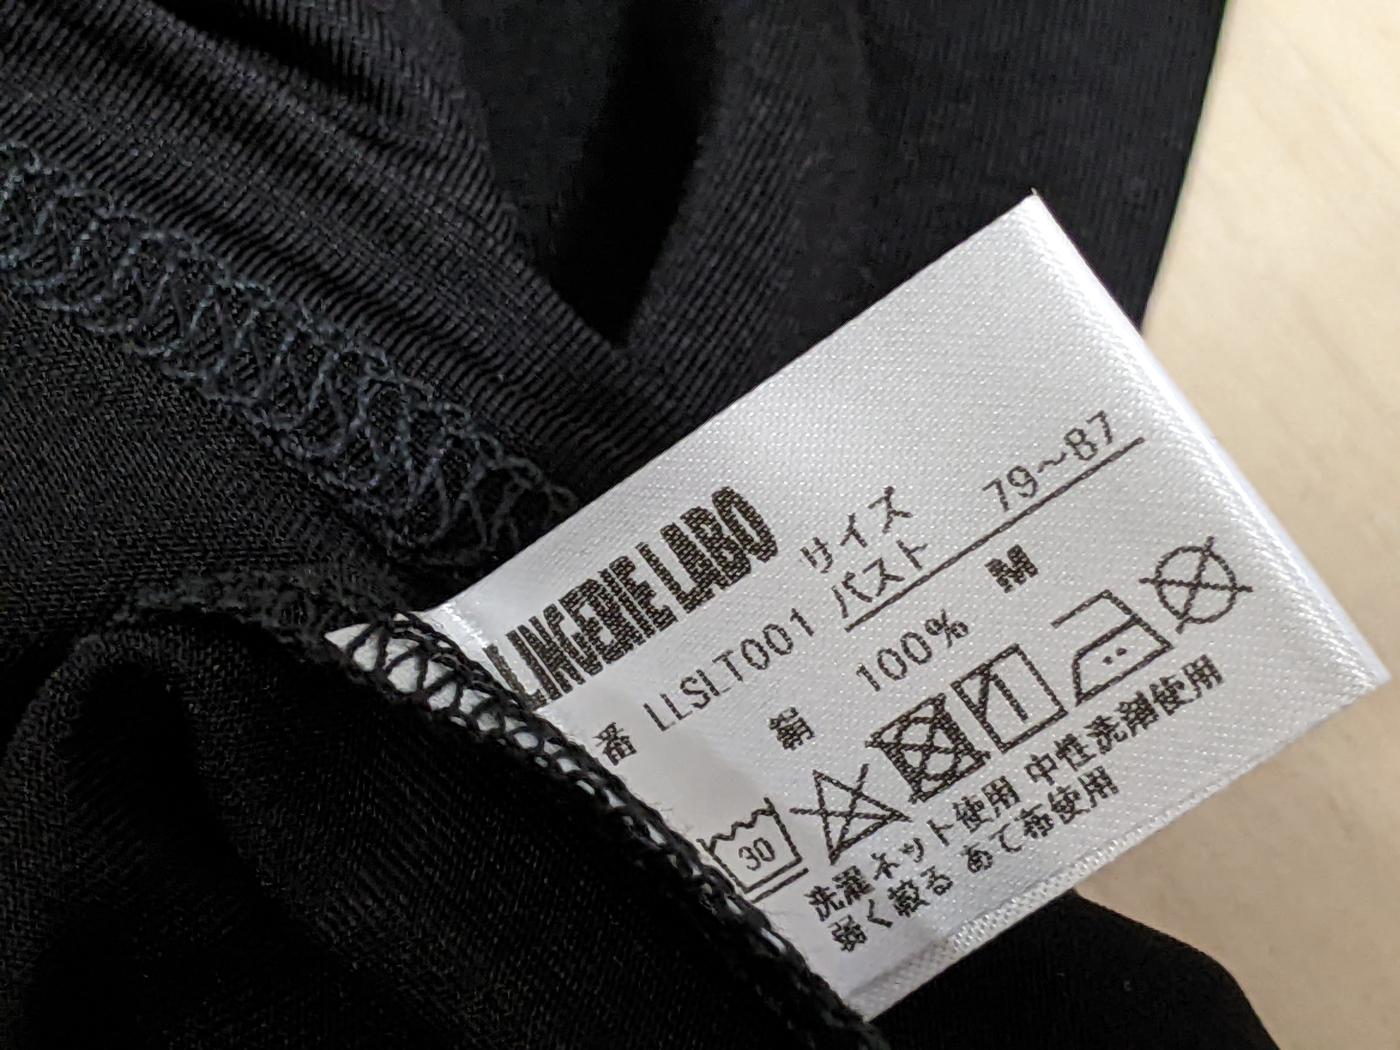 LINGERIE LABO
番 LLSLT001
サイズ
バスト 79～87
M
絹 100%
30
洗濯ネット使用 中性洗剤使用
弱く絞る あて布使用